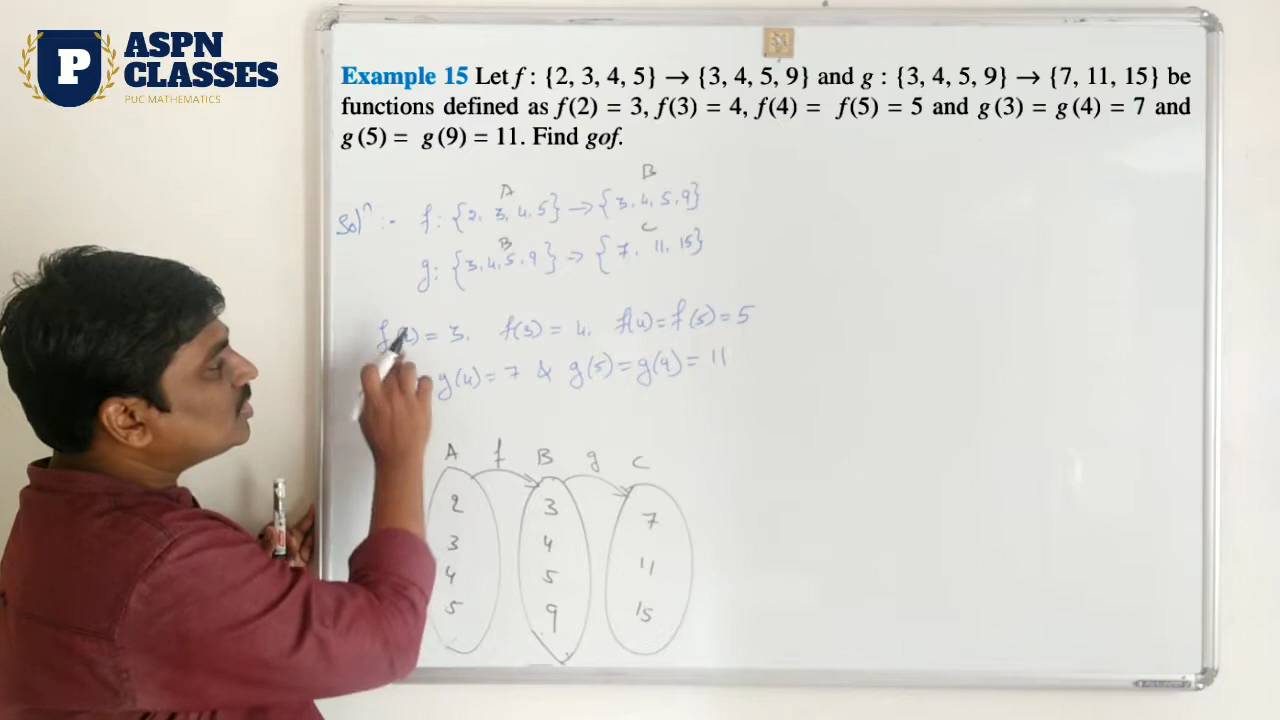 P
ASPN
CLASSES
PUC MATHEMATICS
Example 15 Let f : {2, 3, 4, 5} → {3, 4, 5, 9} and g : {3, 4, 5, 9} → {7, 11, 15} be
functions defined as f(2) = 3, f(3) = 4, f(4) = f(5) = 5 and g(3) = g(4) = 7 and
g(5) = g(9) = 11. Find gof.
A B
Solⁿ :- f: {2, 3, 4, 5} → {3, 4, 5, 9}
B C
g: {3, 4, 5, 9} → {7, 11, 15}
f(2) = 3, f(3) = 4, f(4) = f(5) = 5
g(4) = 7 & g(5) = g(9) = 11
A f B g C
2 3 7
3 4 11
4 5 15
5 9